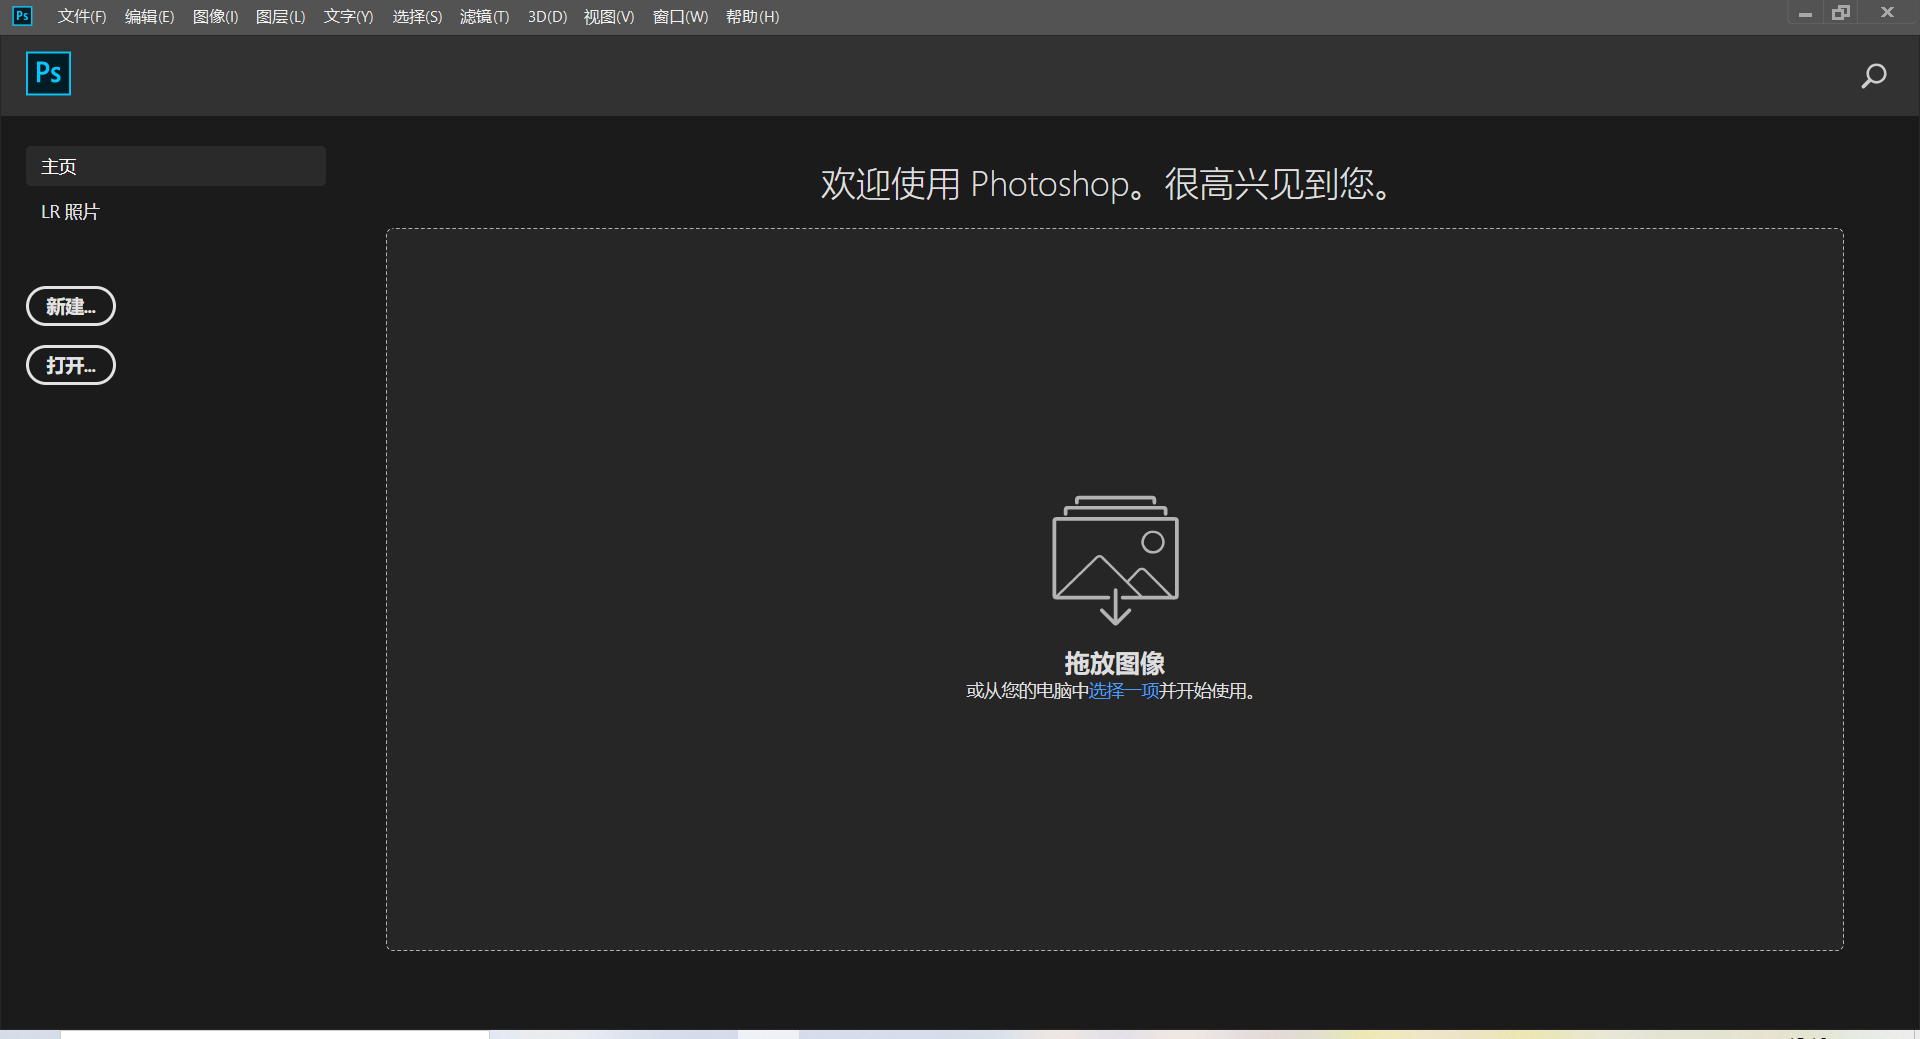 Ps 文件(F) 编辑(E) 图像(I) 图层(L) 文字(Y) 选择(S) 滤镜(T) 3D(D) 视图(V) 窗口(W) 帮助(H)
Ps
主页
LR 照片
新建...
打开...
欢迎使用 Photoshop。很高兴见到您。
拖放图像
或从您的电脑中选择一项并开始使用。